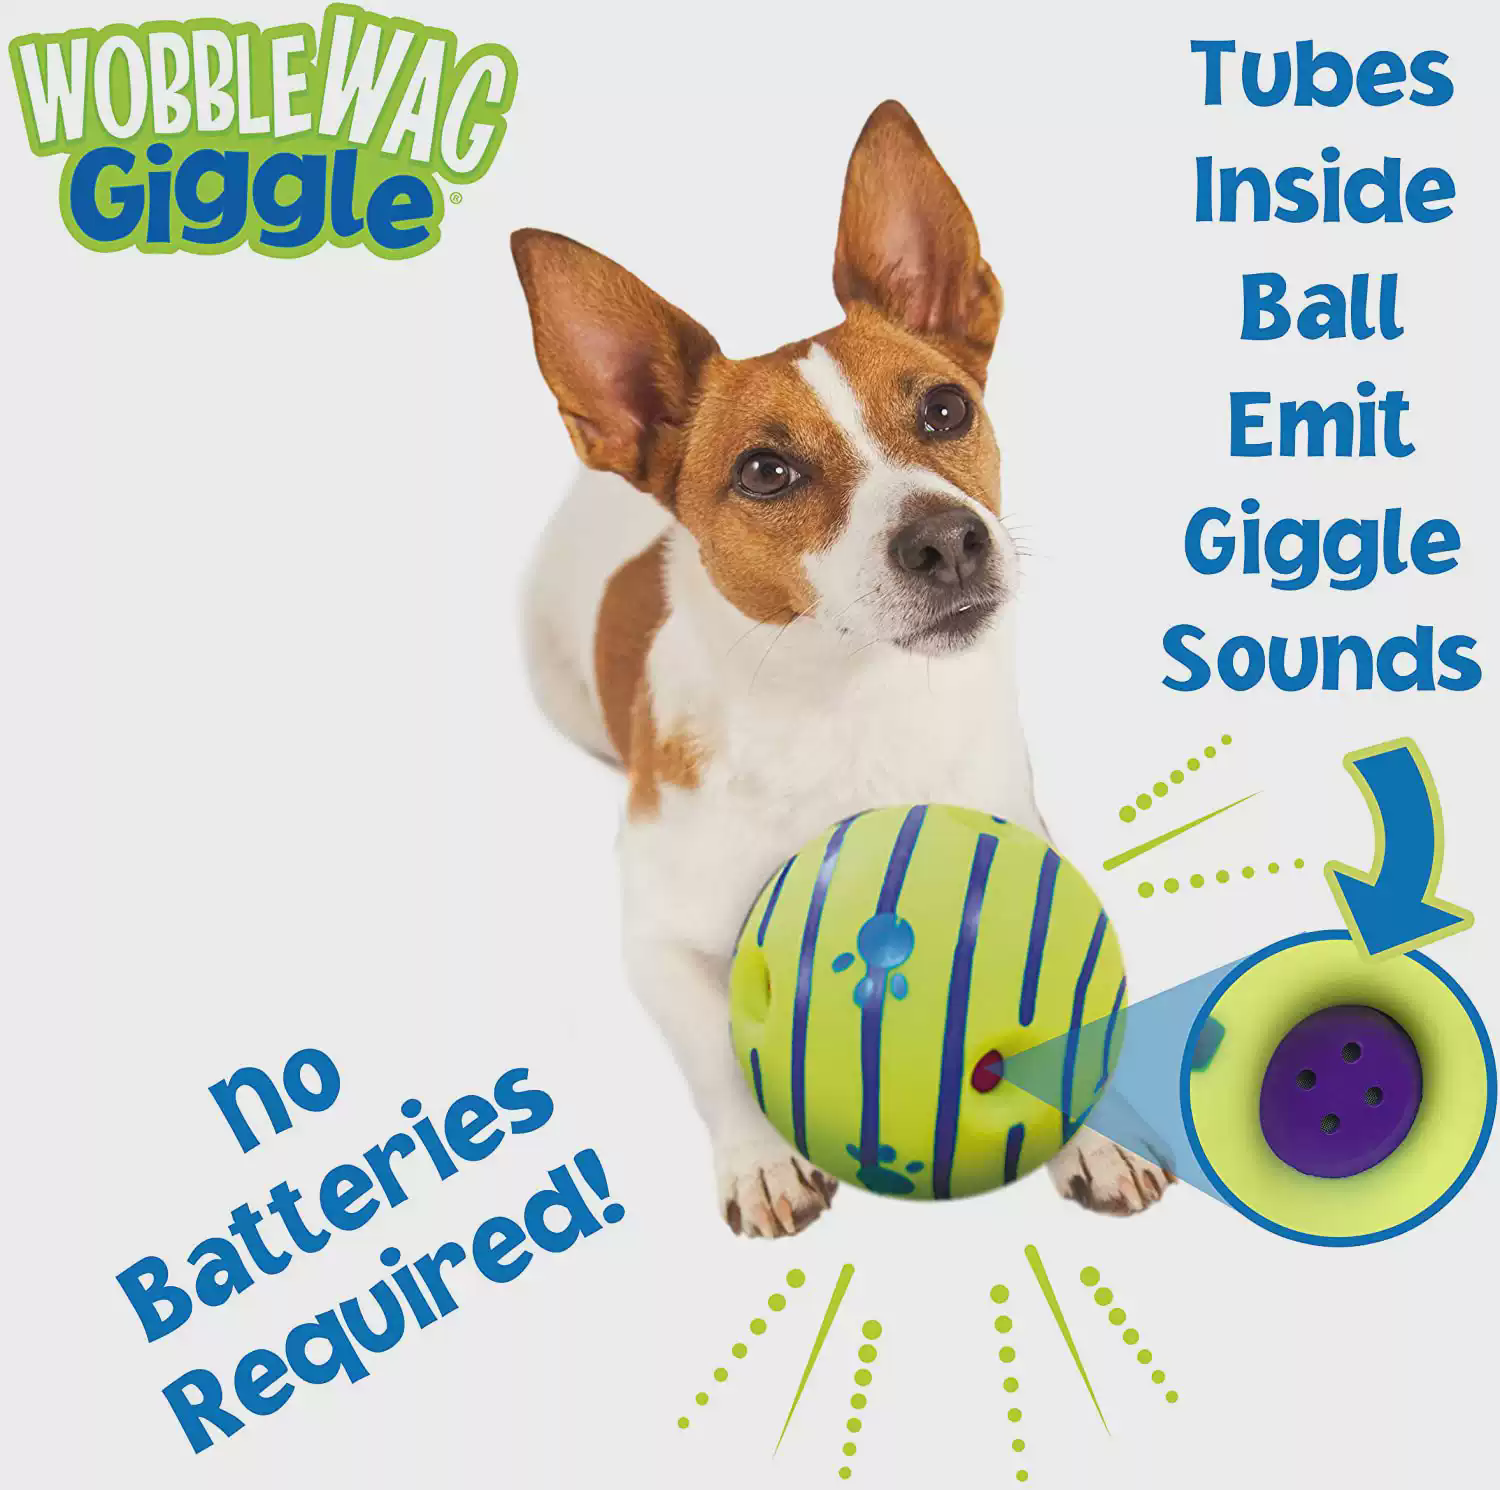 WOBBLE WAG
Giggle®
Tubes
Inside
Ball
Emit
Giggle
Sounds
no
Batteries
Required!